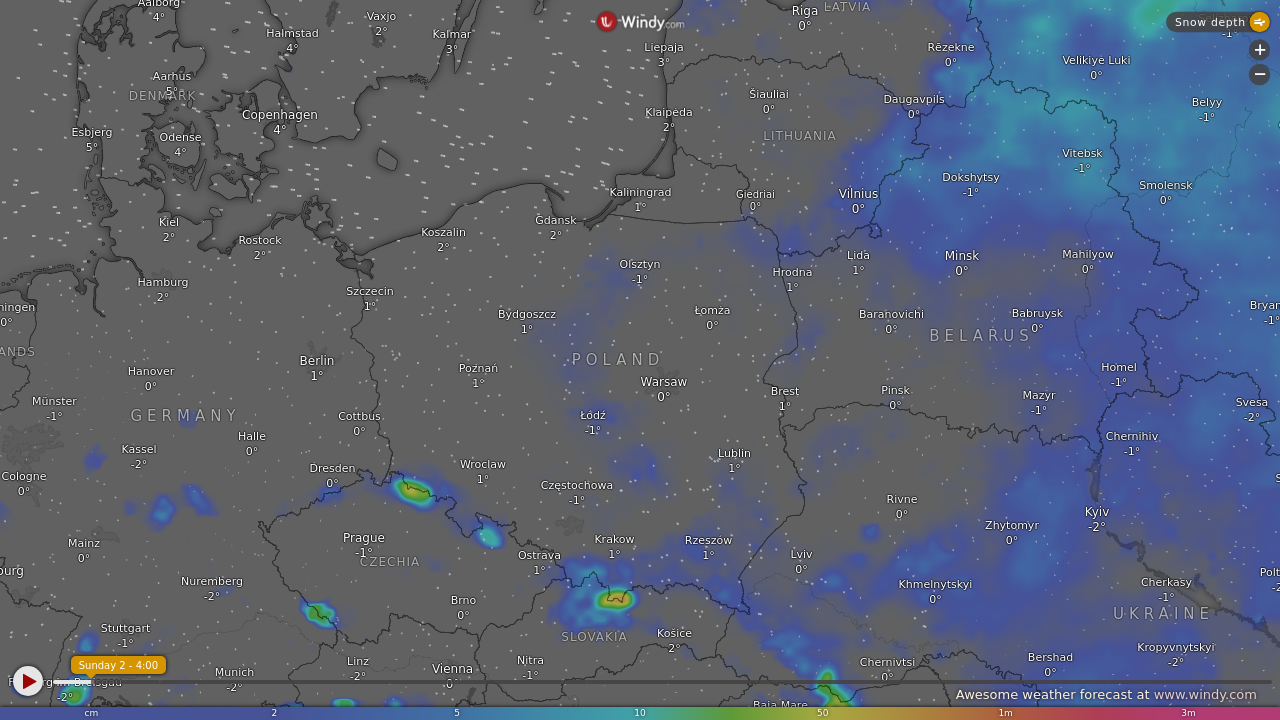 Aalborg
4°
Vaxjo
2°
Riga
0°
LATVIA
Windy.com
Snow depth
-1°
Halmstad
4°
Kalmar
3°
Liepaja
3°
Rēzekne
0°
Velikiye Luki
0°
Aarhus
5°
DENMARK
Šiauliai
0°
Daugavpils
0°
Belyy
-1°
Copenhagen
4°
Klaipėda
2°
Esbjerg
5°
Odense
4°
LITHUANIA
Vitebsk
-1°
Dokshytsy
-1°
Smolensk
0°
Kaliningrad
1°
Giedriai
0°
Vilnius
0°
Kiel
2°
Gdansk
2°
Koszalin
2°
Rostock
2°
Lida
1°
Minsk
0°
Mahilyow
0°
Olsztyn
-1°
Hrodna
1°
Hamburg
2°
Szczecin
1°
ningen
0°
Bydgoszcz
1°
Łomża
0°
Baranovichi
0°
Babruysk
0°
Bryan
-1°
BELARUS
ANDS
POLAND
Berlin
1°
Hanover
0°
Poznań
1°
Warsaw
0°
Brest
1°
Pinsk
0°
Homel
-1°
Mazyr
-1°
Münster
-1°
GERMANY
Cottbus
0°
Łódź
-1°
Svesa
-2°
Halle
0°
Chernihiv
-1°
Kassel
-2°
Lublin
1°
Cologne
0°
Dresden
0°
Wroclaw
1°
Częstochowa
-1°
S
Rivne
0°
Kyiv
-2°
Zhytomyr
0°
Mainz
0°
Prague
-1°
CZECHIA
Ostrava
1°
Krakow
1°
Rzeszow
1°
Lviv
0°
burg
Nuremberg
-2°
Khmelnytskyi
0°
Cherkasy
-1°
Polt
-2
Brno
0°
UKRAINE
Stuttgart
-1°
SLOVAKIA
Košice
2°
Kropyvnytskyi
-2°
Sunday 2 - 4:00
Linz
-2°
Vienna
0°
Nitra
-1°
Chernivtsi
0°
Bershad
0°
Munich
-2°
-2°
Baia Mare
Awesome weather forecast at www.windy.com
cm 2 5 10 50 1m 3m